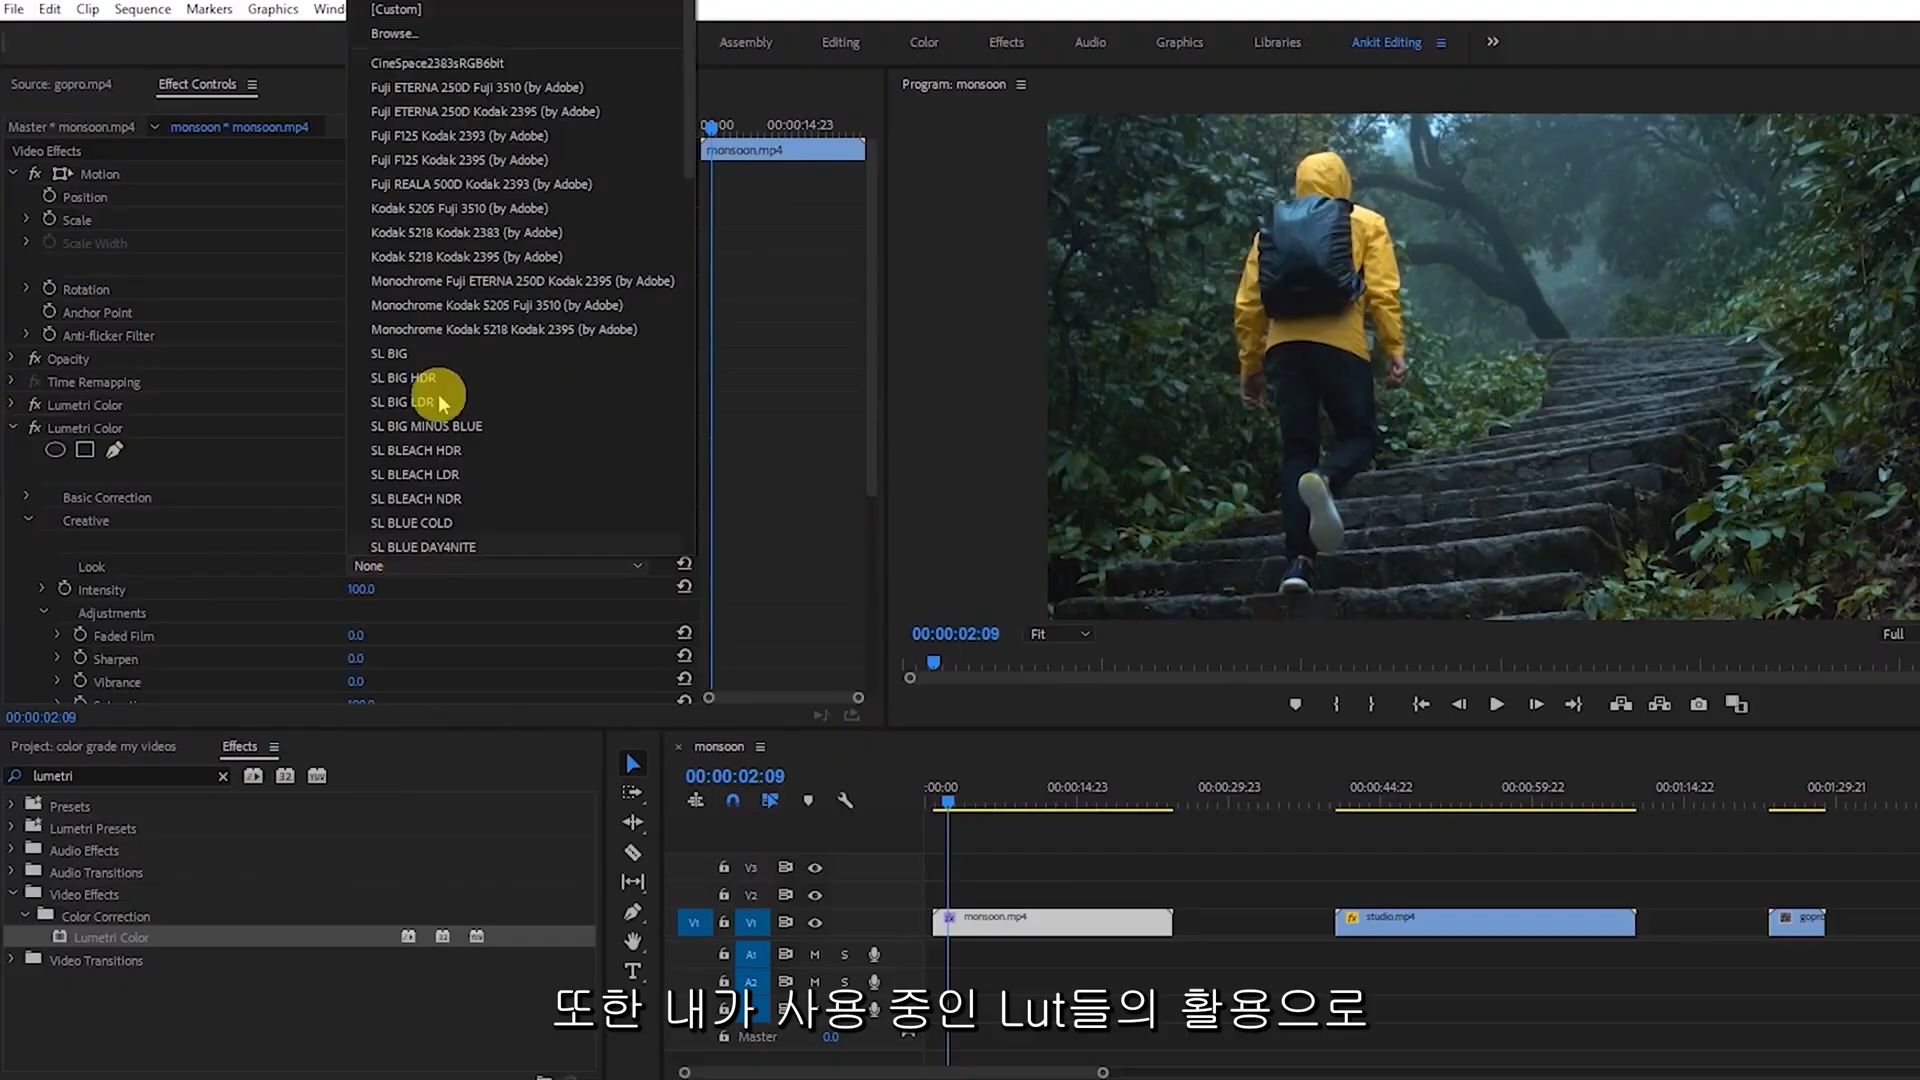 File Edit Clip Sequence Markers Graphics Wind
[Custom]
Browse...
CineSpace2383sRGB6bit
Fuji ETERNA 250D Fuji 3510 (by Adobe)
Fuji ETERNA 250D Kodak 2395 (by Adobe)
Fuji F125 Kodak 2393 (by Adobe)
Fuji F125 Kodak 2395 (by Adobe)
Fuji REALA 500D Kodak 2393 (by Adobe)
Kodak 5205 Fuji 3510 (by Adobe)
Kodak 5218 Kodak 2383 (by Adobe)
Kodak 5218 Kodak 2395 (by Adobe)
Monochrome Fuji ETERNA 250D Kodak 2395 (by Adobe)
Monochrome Kodak 5205 Fuji 3510 (by Adobe)
Monochrome Kodak 5218 Kodak 2395 (by Adobe)
SL BIG
SL BIG HDR
SL BIG LDR
SL BIG MINUS BLUE
SL BLEACH HDR
SL BLEACH LDR
SL BLEACH NDR
SL BLUE COLD
SL BLUE DAY4NITE
Assembly Editing Color Effects Audio Graphics Libraries Ankit Editing
Source: gopro.mp4 Effect Controls
Master * monsoon.mp4 monsoon * monsoon.mp4
Video Effects
fx Motion
Position
Scale
Scale Width
Rotation
Anchor Point
Anti-flicker Filter
fx Opacity
fx Time Remapping
fx Lumetri Color
fx Lumetri Color
Basic Correction
Creative
Look None
Intensity 100.0
Adjustments
Faded Film 0.0
Sharpen 0.0
Vibrance 0.0
00:00:02:09
00:00:14:23
monsoon.mp4
Program: monsoon
00:00:02:09 Fit Full
Project: color grade my videos Effects
lumetri
32 YUV
Presets
Lumetri Presets
Audio Effects
Audio Transitions
Video Effects
Color Correction
Lumetri Color
32 YUV
Video Transitions
T
monsoon
00:00:02:09
:00:00 00:00:14:23 00:00:29:23 00:00:44:22 00:00:59:22 00:01:14:22 00:01:29:21
V3
V2
V1 V1 fx monsoon.mp4 fx studio.mp4 gopro
A1 M S
A2 M S
Master 0.0
또한 내가 사용 중인 Lut들의 활용으로